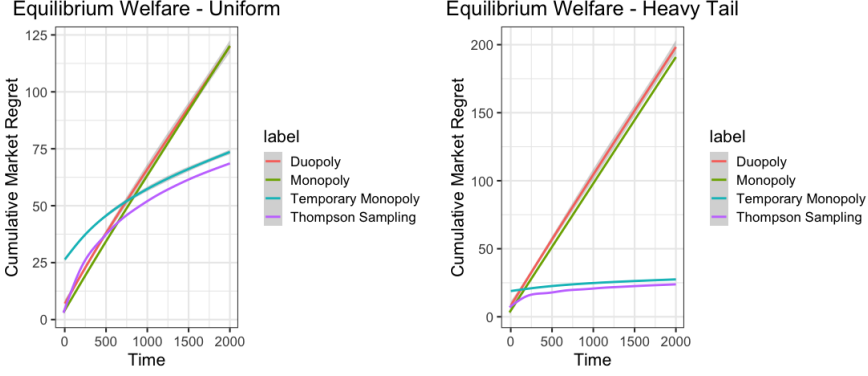 Equilibrium Welfare - Uniform
Cumulative Market Regret
125
100
75
50
25
0
0 500 1000 1500 2000
Time
label
Duopoly
Monopoly
Temporary Monopoly
Thompson Sampling
Equilibrium Welfare - Heavy Tail
Cumulative Market Regret
200
150
100
50
0
0 500 1000 1500 2000
Time
label
Duopoly
Monopoly
Temporary Monopoly
Thompson Sampling